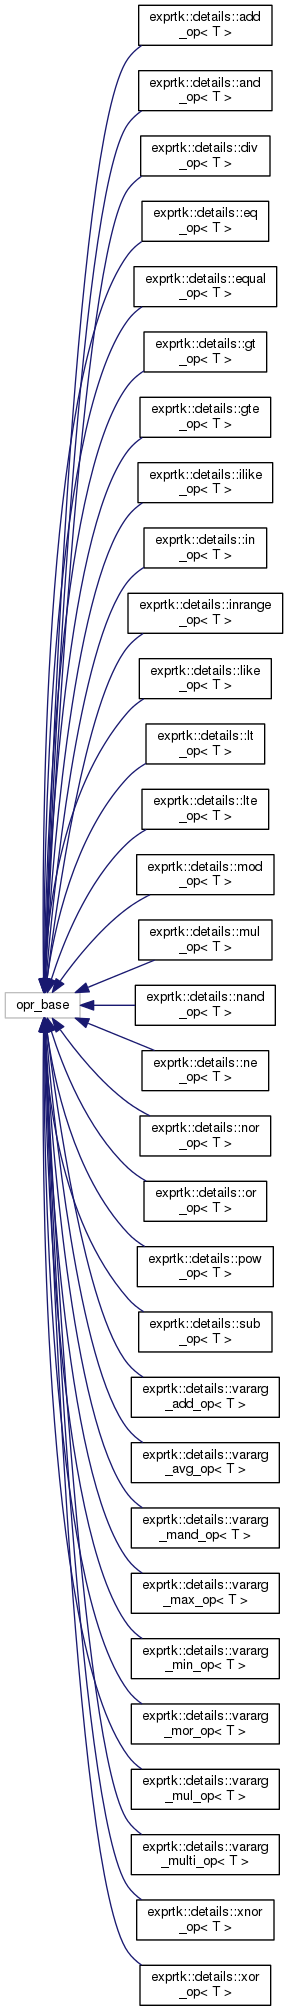 exprtk::details::add
_op< T >
exprtk::details::and
_op< T >
exprtk::details::div
_op< T >
exprtk::details::eq
_op< T >
exprtk::details::equal
_op< T >
exprtk::details::gt
_op< T >
exprtk::details::gte
_op< T >
exprtk::details::ilike
_op< T >
exprtk::details::in
_op< T >
exprtk::details::inrange
_op< T >
exprtk::details::like
_op< T >
exprtk::details::lt
_op< T >
exprtk::details::lte
_op< T >
exprtk::details::mod
_op< T >
exprtk::details::mul
_op< T >
opr_base
exprtk::details::nand
_op< T >
exprtk::details::ne
_op< T >
exprtk::details::nor
_op< T >
exprtk::details::or
_op< T >
exprtk::details::pow
_op< T >
exprtk::details::sub
_op< T >
exprtk::details::vararg
_add_op< T >
exprtk::details::vararg
_avg_op< T >
exprtk::details::vararg
_mand_op< T >
exprtk::details::vararg
_max_op< T >
exprtk::details::vararg
_min_op< T >
exprtk::details::vararg
_mor_op< T >
exprtk::details::vararg
_mul_op< T >
exprtk::details::vararg
_multi_op< T >
exprtk::details::xnor
_op< T >
exprtk::details::xor
_op< T >